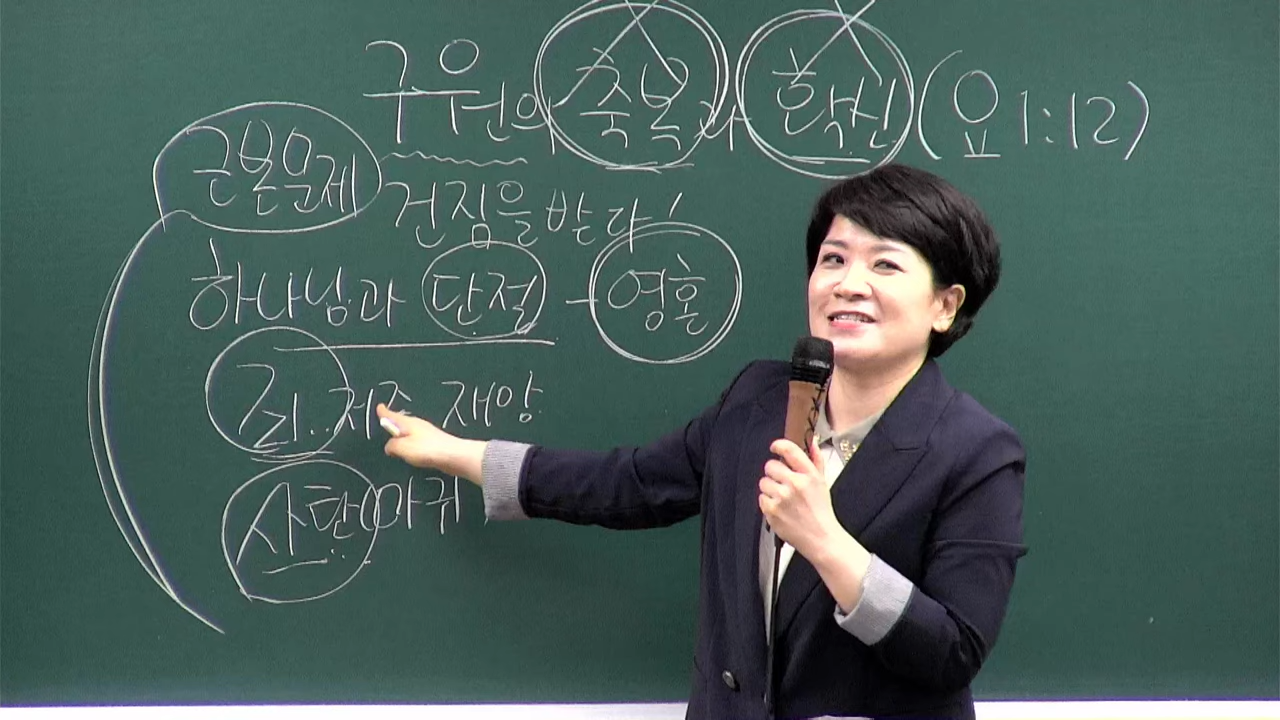 구원의 축복과 확신 (요1:12)
근본문제
건짐을 받다!
하나님과 단절 - 영혼
죄.. 저주 재앙
사탄(마귀